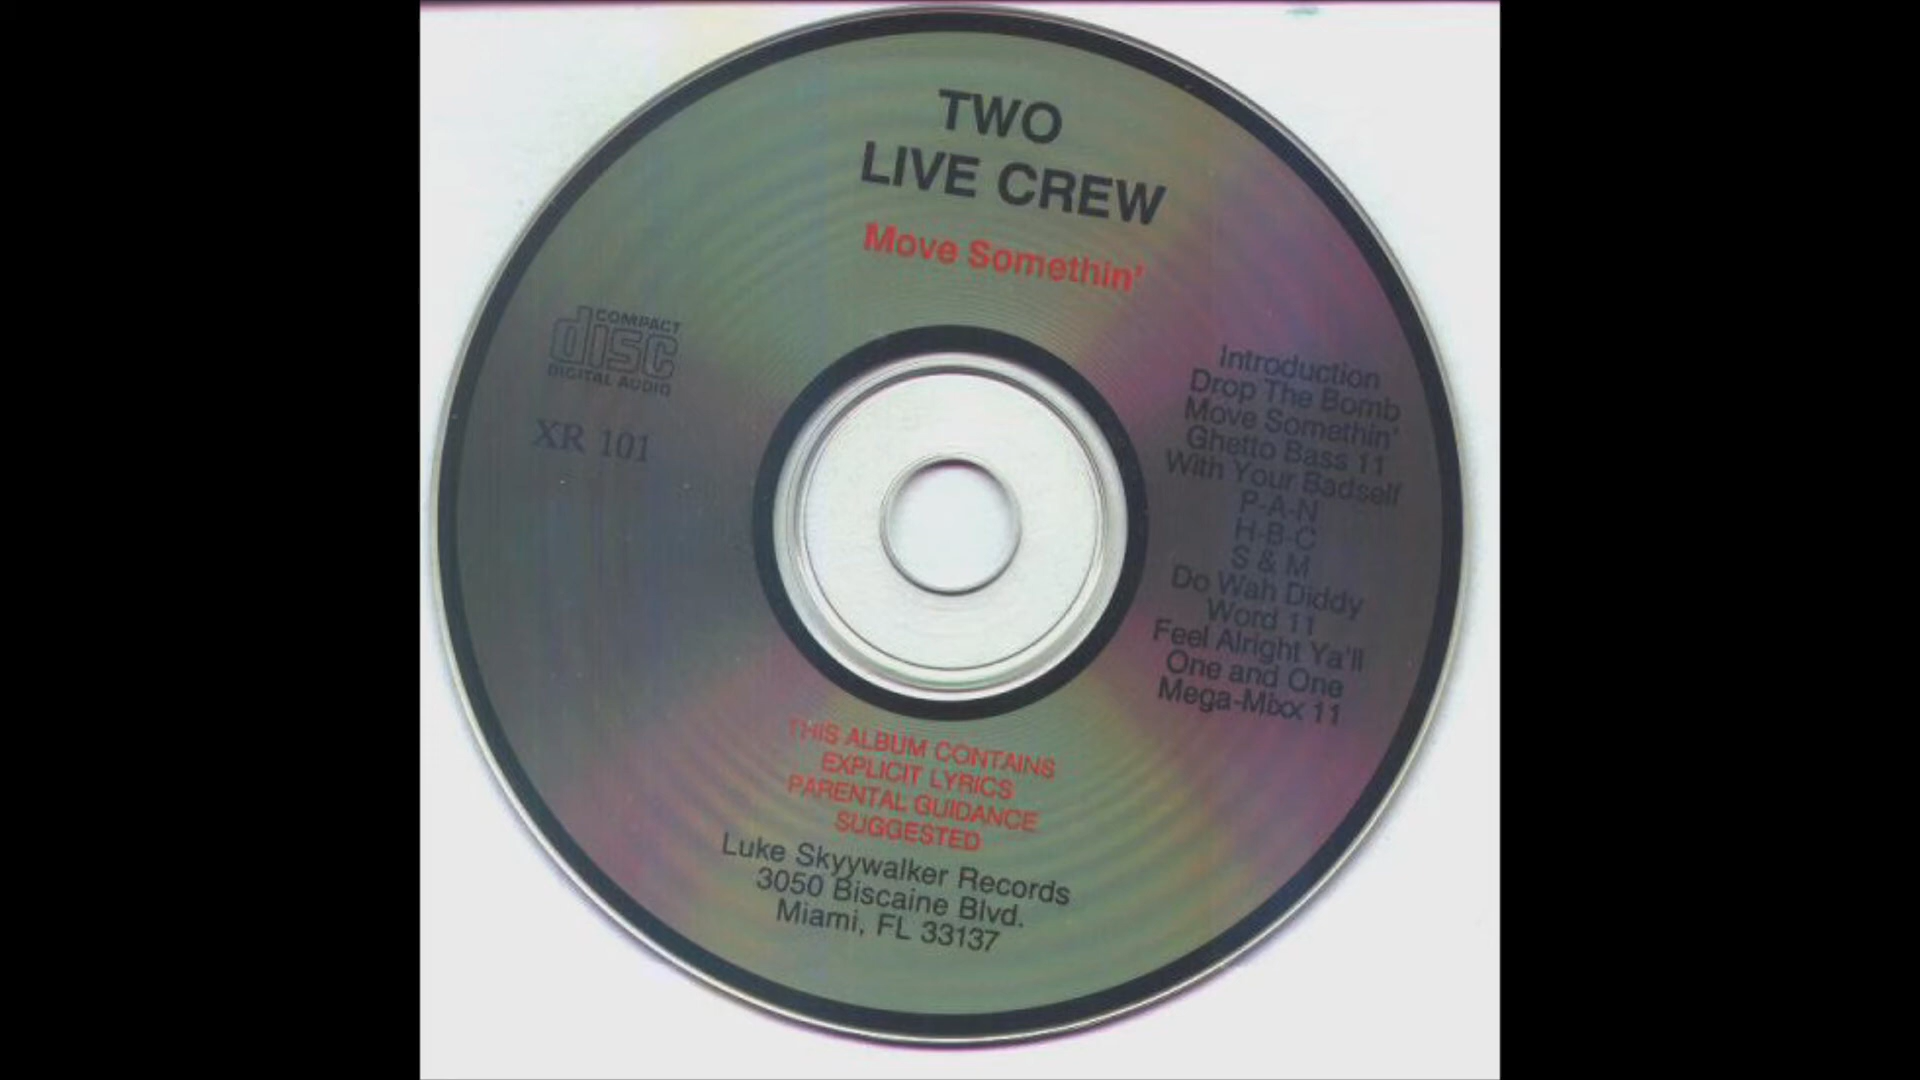 TWO
LIVE CREW
Move Somethin'
COMPACT
disc
DIGITAL AUDIO
XR 101
Introduction
Drop The Bomb
Move Somethin'
Ghetto Bass 11
With Your Badself
P-A-N
H-B-C
S & M
Do Wah Diddy
Word 11
Feel Alright Ya'll
One and One
Mega-Mixx 11
THIS ALBUM CONTAINS
EXPLICIT LYRICS
PARENTAL GUIDANCE
SUGGESTED
Luke Skyywalker Records
3050 Biscaine Blvd.
Miami, FL 33137